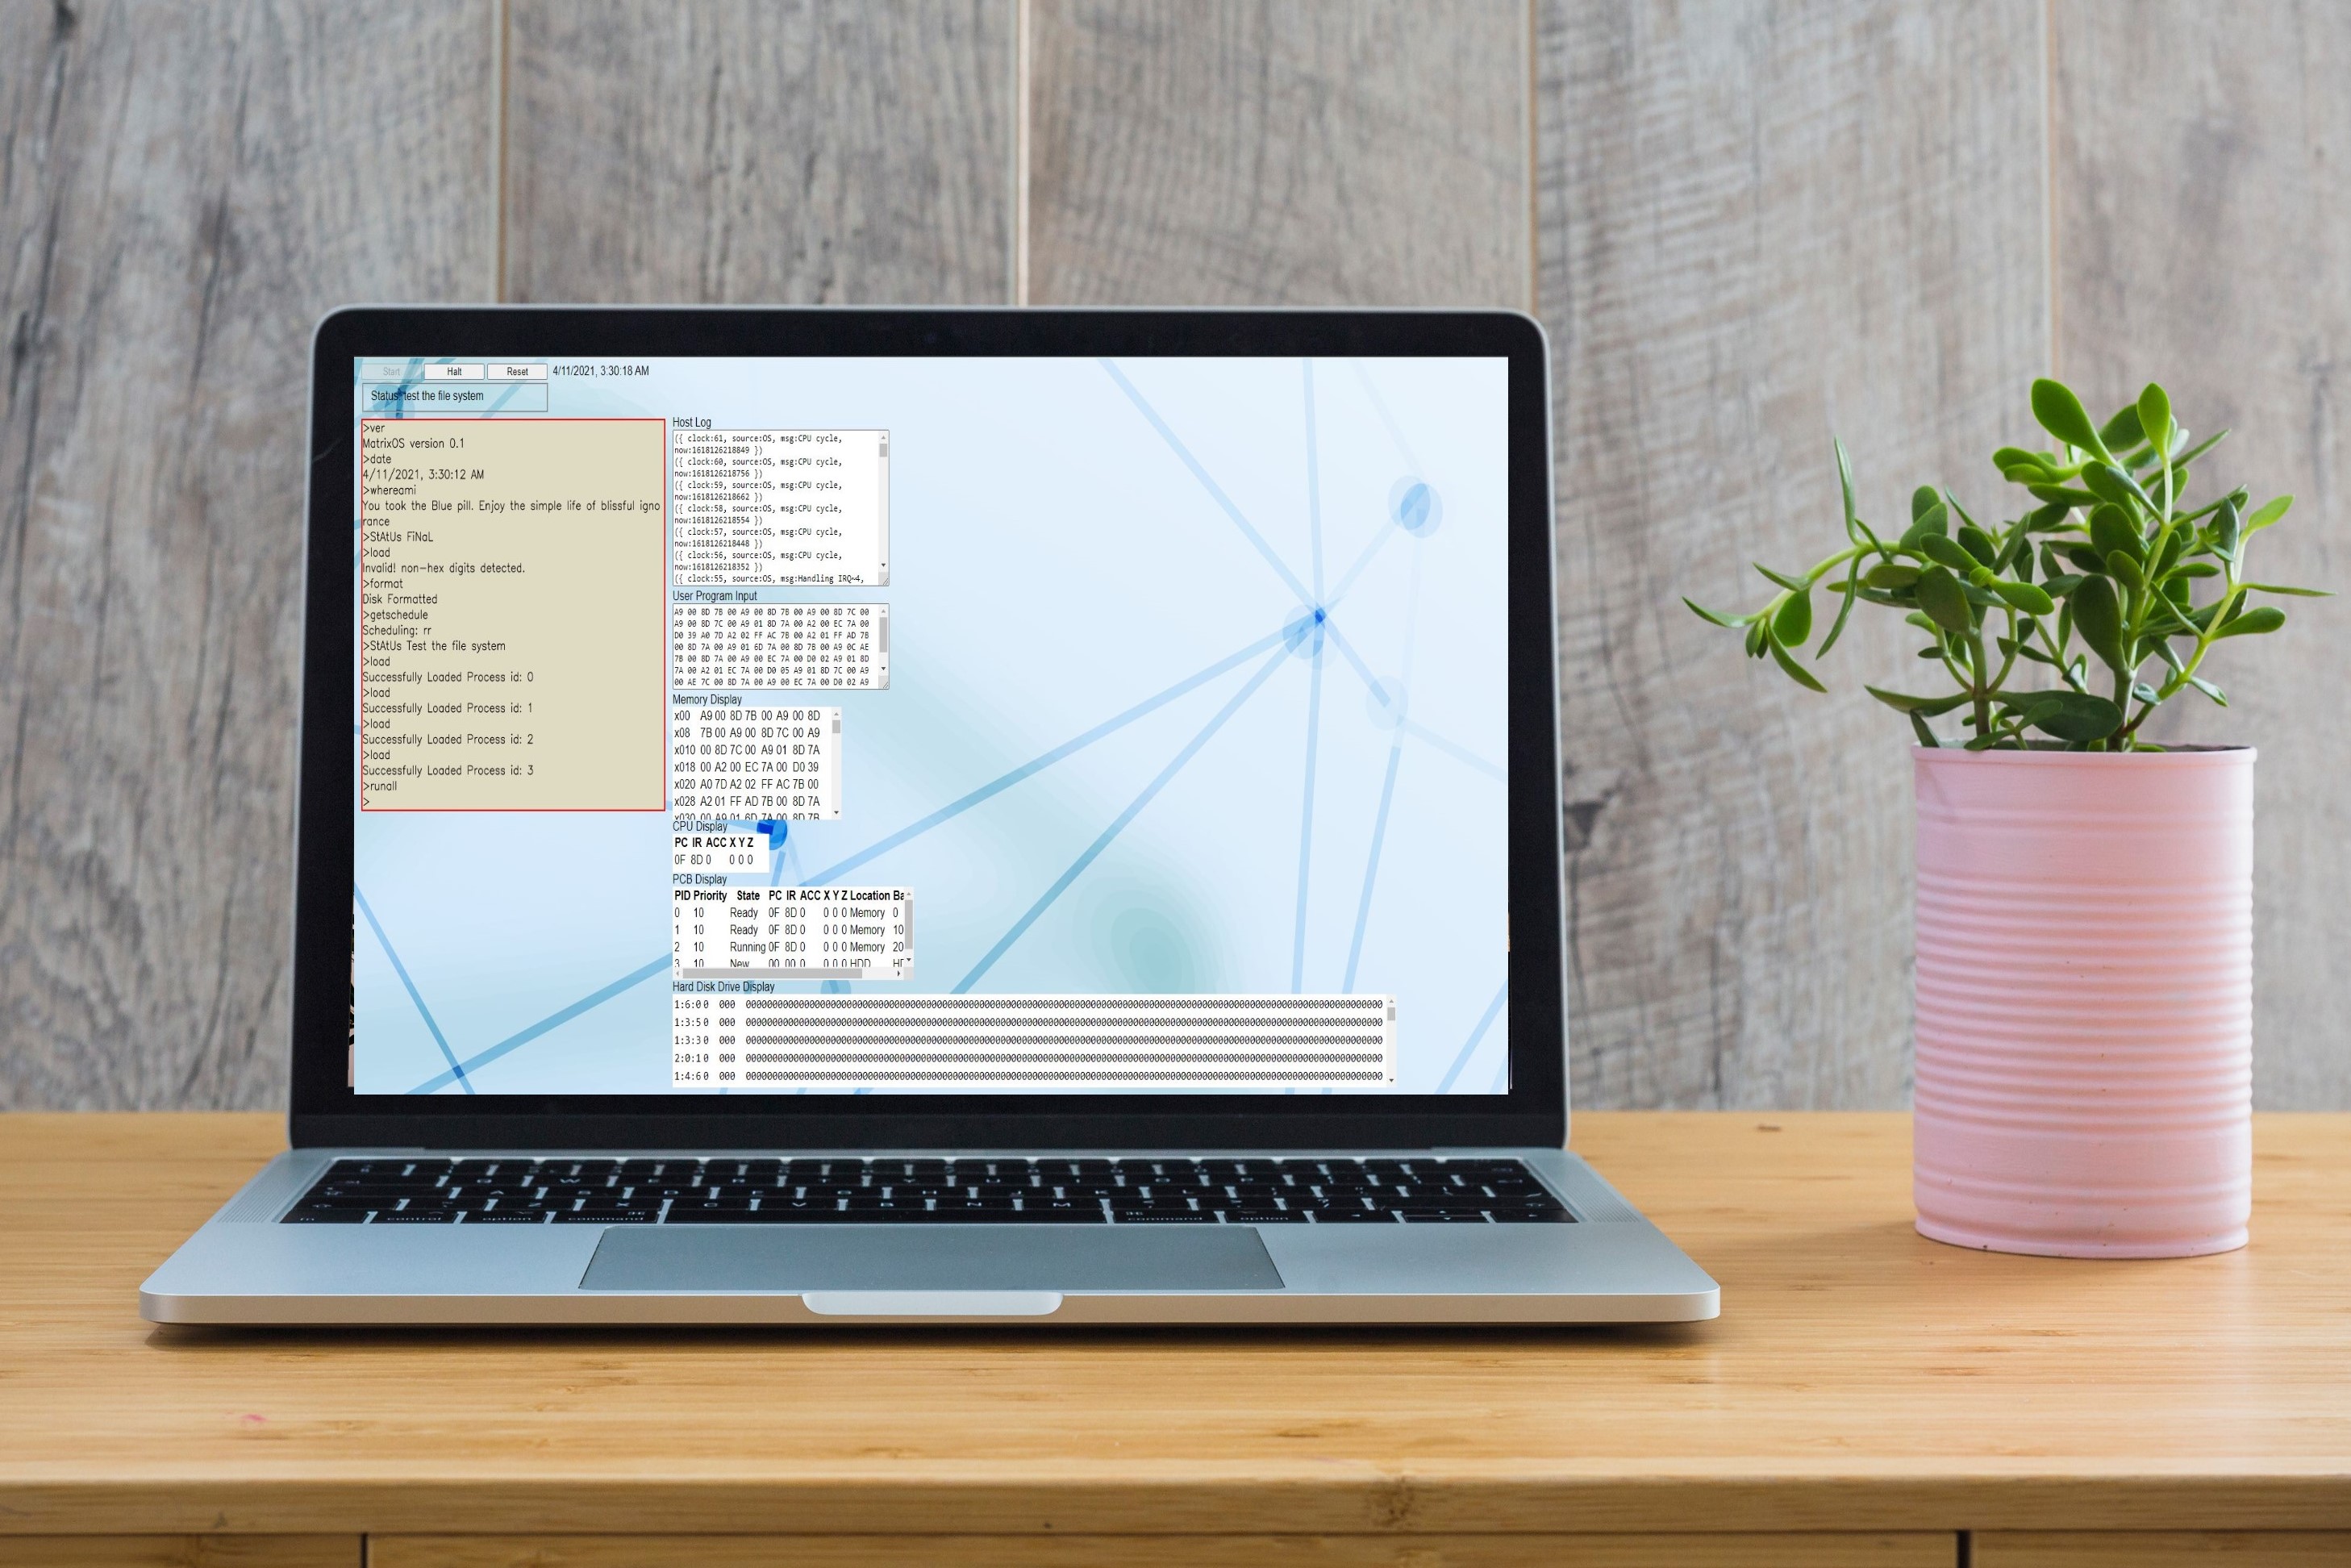 Start Halt Reset 4/11/2021, 3:30:18 AM
Status: test the file system
>ver
MatrixOS version 0.1
>date
4/11/2021, 3:30:12 AM
>whereami
You took the Blue pill. Enjoy the simple life of blissful igno
rance
>StAtUs FiNaL
>load
Invalid! non-hex digits detected.
>format
Disk Formatted
>getschedule
Scheduling: rr
>StAtUs Test the file system
>load
Successfully Loaded Process id: 0
>load
Successfully Loaded Process id: 1
>load
Successfully Loaded Process id: 2
>load
Successfully Loaded Process id: 3
>runall
>
Host Log
({ clock:61, source:OS, msg:CPU cycle,
now:1618126218849 })
({ clock:60, source:OS, msg:CPU cycle,
now:1618126218756 })
({ clock:59, source:OS, msg:CPU cycle,
now:1618126218662 })
({ clock:58, source:OS, msg:CPU cycle,
now:1618126218554 })
({ clock:57, source:OS, msg:CPU cycle,
now:1618126218448 })
({ clock:56, source:OS, msg:CPU cycle,
now:1618126218352 })
({ clock:55, source:OS, msg:Handling IRQ~4,
User Program Input
A9 00 8D 7B 00 A9 00 8D 7B 00 A9 00 8D 7C 00
A9 00 8D 7C 00 A9 01 8D 7A 00 A2 00 EC 7A 00
D0 39 A0 7D A2 02 FF AC 7B 00 A2 01 FF AD 7B
00 8D 7A 00 A9 01 6D 7A 00 8D 7B 00 A9 0C AE
7B 00 8D 7A 00 A9 00 EC 7A 00 D0 02 A9 01 8D
7A 00 A2 01 EC 7A 00 D0 05 A9 01 8D 7C 00 A9
00 AE 7C 00 8D 7A 00 A9 00 EC 7A 00 D0 02 A9
Memory Display
x00 A9 00 8D 7B 00 A9 00 8D
x08 7B 00 A9 00 8D 7C 00 A9
x010 00 8D 7C 00 A9 01 8D 7A
x018 00 A2 00 EC 7A 00 D0 39
x020 A0 7D A2 02 FF AC 7B 00
x028 A2 01 FF AD 7B 00 8D 7A
x030 00 A9 01 6D 7A 00 8D 7B
CPU Display
PC IR ACC X Y Z
0F 8D 0 0 0 0
PCB Display
PID Priority State PC IR ACC X Y Z Location Ba
0 10 Ready 0F 8D 0 0 0 0 Memory 0
1 10 Ready 0F 8D 0 0 0 0 Memory 10
2 10 Running 0F 8D 0 0 0 0 Memory 20
3 10 New 00 00 0 0 0 0 HDD
Hard Disk Drive Display
1:6:0 0 000
1:3:5 0 000
1:3:3 0 000
2:0:1 0 000
1:4:6 0 000
control option command command option